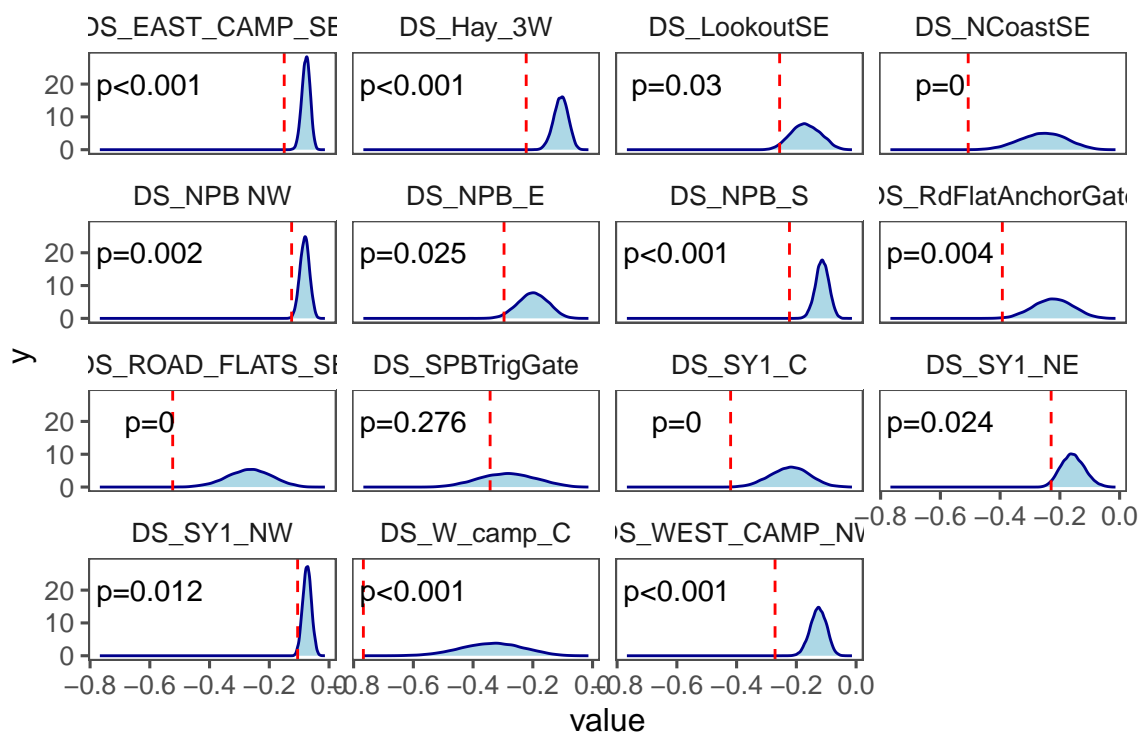 DS_EAST_CAMP_SE DS_Hay_3W DS_LookoutSE DS_NCoastSE
20
10
0
p<0.001 p<0.001 p=0.03 p=0
DS_NPB NW DS_NPB_E DS_NPB_S DS_RdFlatAnchorGate
20
10
0
p=0.002 p=0.025 p<0.001 p=0.004
y
DS_ROAD_FLATS_SE DS_SPBTrigGate DS_SY1_C DS_SY1_NE
20
10
0
p=0 p=0.276 p=0 p=0.024
−0.8 −0.6 −0.4 −0.2 0.0
DS_SY1_NW DS_W_camp_C DS_WEST_CAMP_NW
20
10
0
p=0.012 p<0.001 p<0.001
−0.8 −0.6 −0.4 −0.2 0.0 −0.8 −0.6 −0.4 −0.2 0.0 −0.8 −0.6 −0.4 −0.2 0.0
value